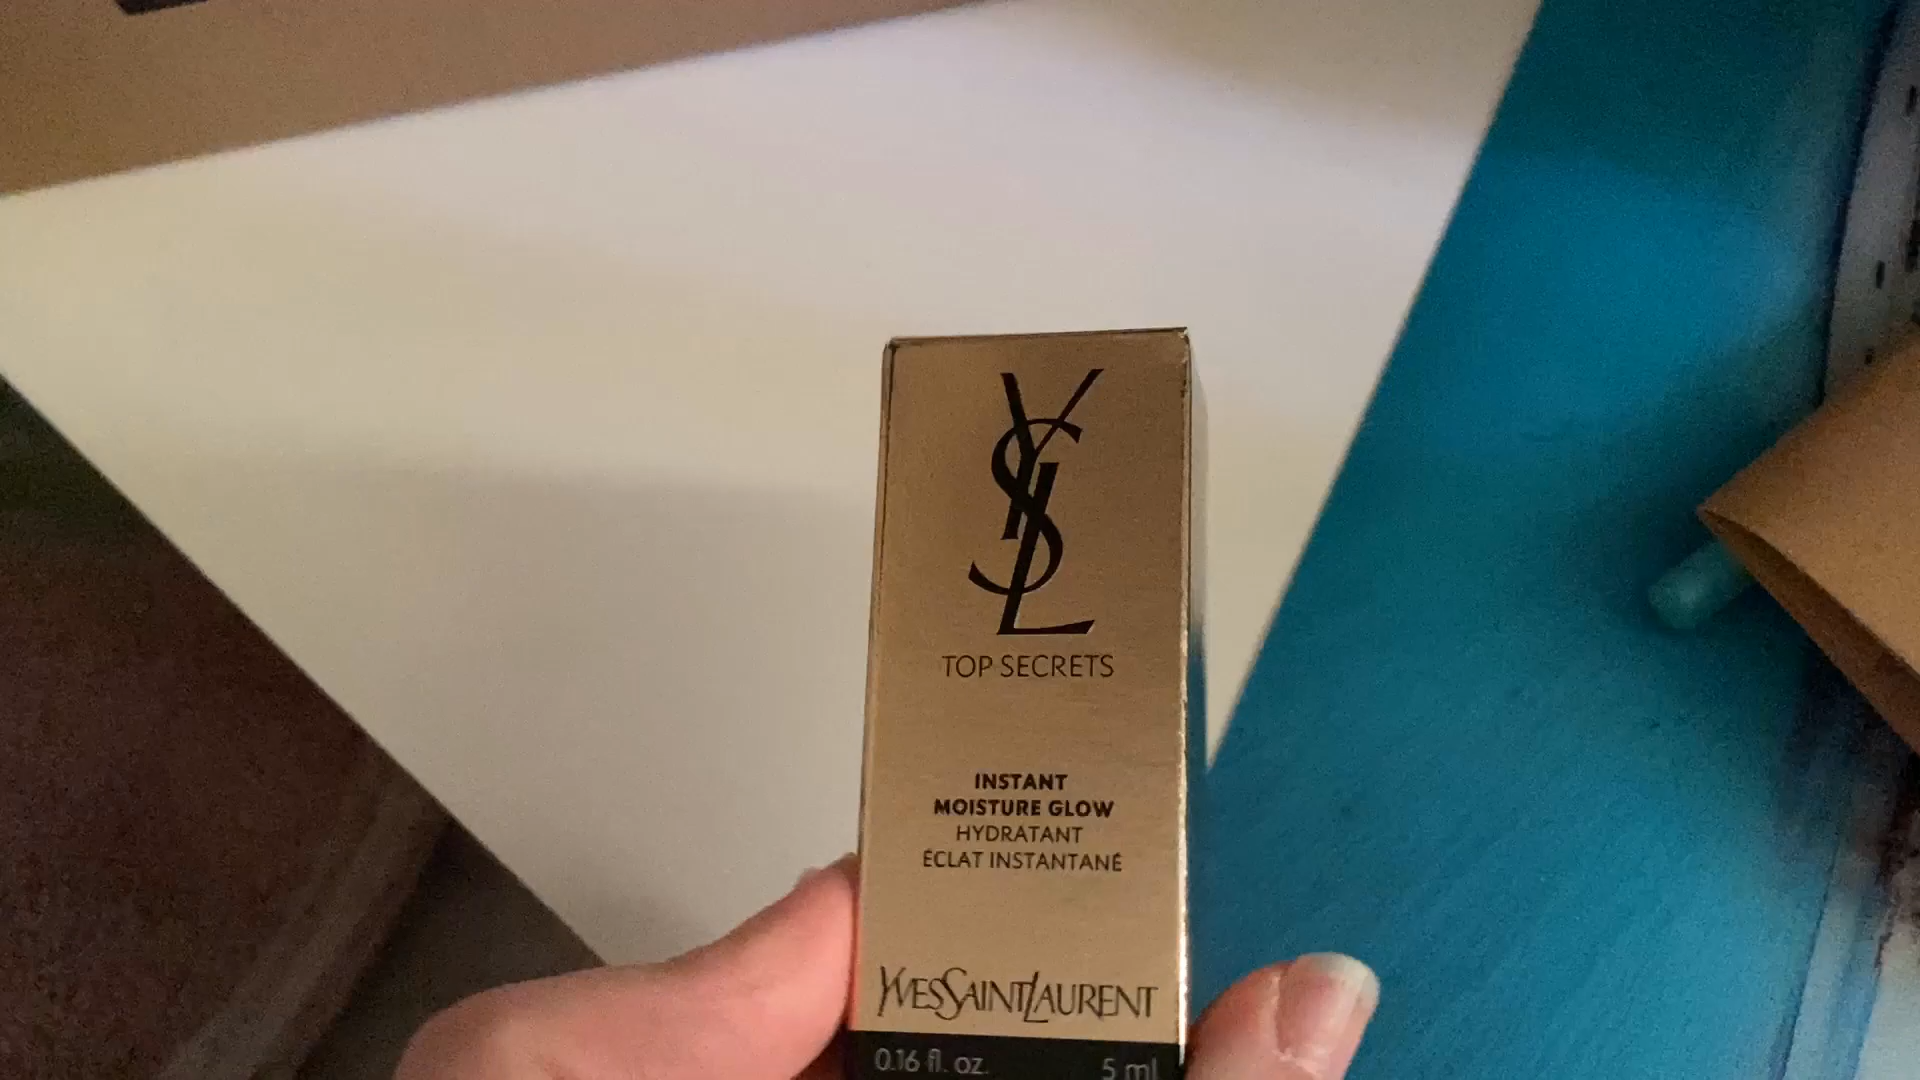 YSL
TOP SECRETS
INSTANT
MOISTURE GLOW
HYDRATANT
ÉCLAT INSTANTANÉ
YVESSAINTLAURENT
0.16 fl. oz. 5 ml